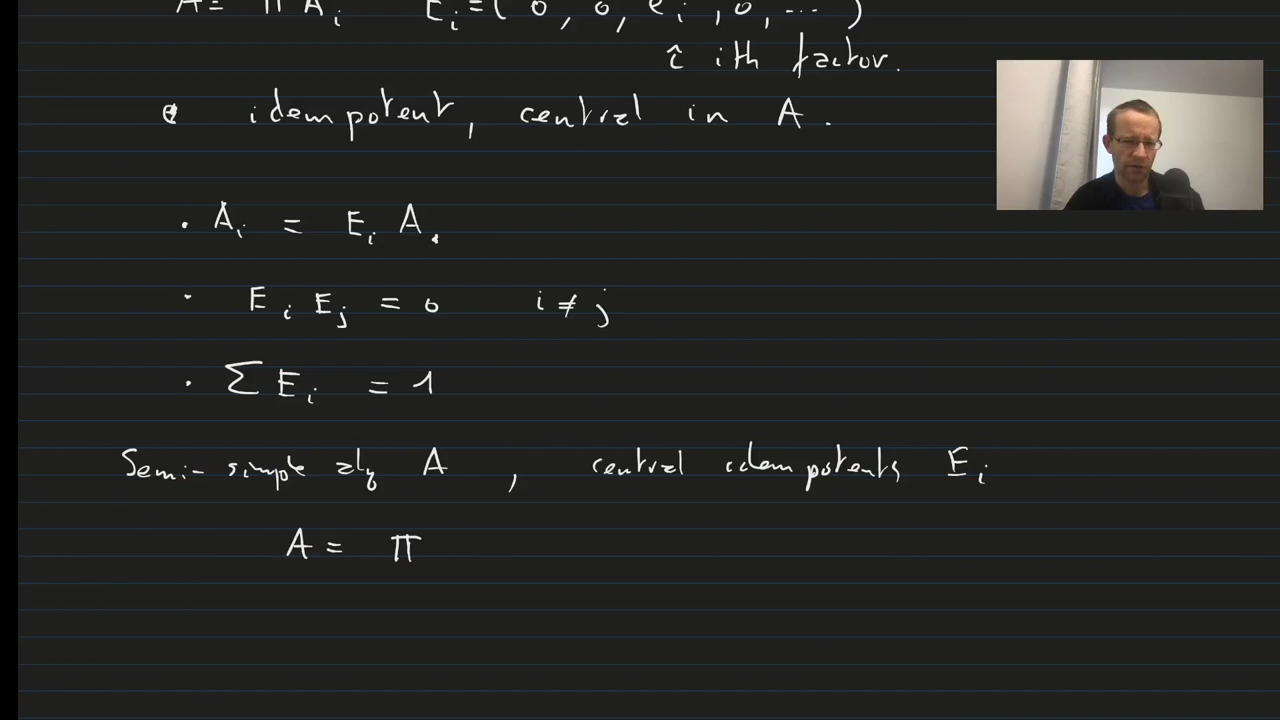 A = Π A_i E_i = ( 0, 0, e_i, 0, ... )
↑ ith factor.
idempotent, central in A.
· A_i = E_i A.
· E_i E_j = 0 i ≠ j
· Σ E_i = 1
Semi-simple alg A, central idempotents E_i
A = Π